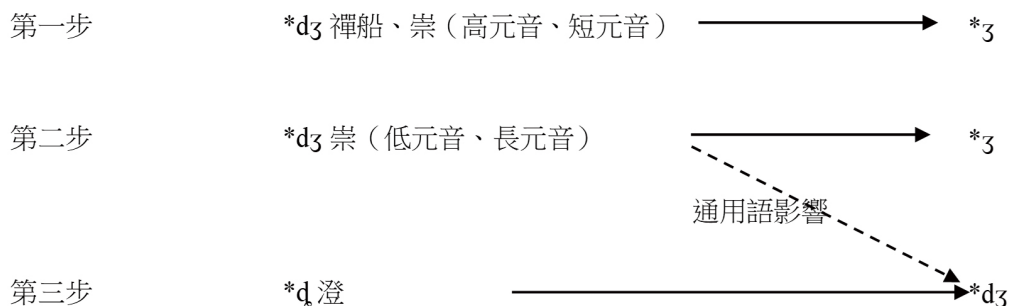 第一步 *dʒ 禪船、崇（高元音、短元音） *ʒ
第二步 *dʒ 崇（低元音、長元音） *ʒ
通用語影響
第三步 *ȡ 澄 *dʒ